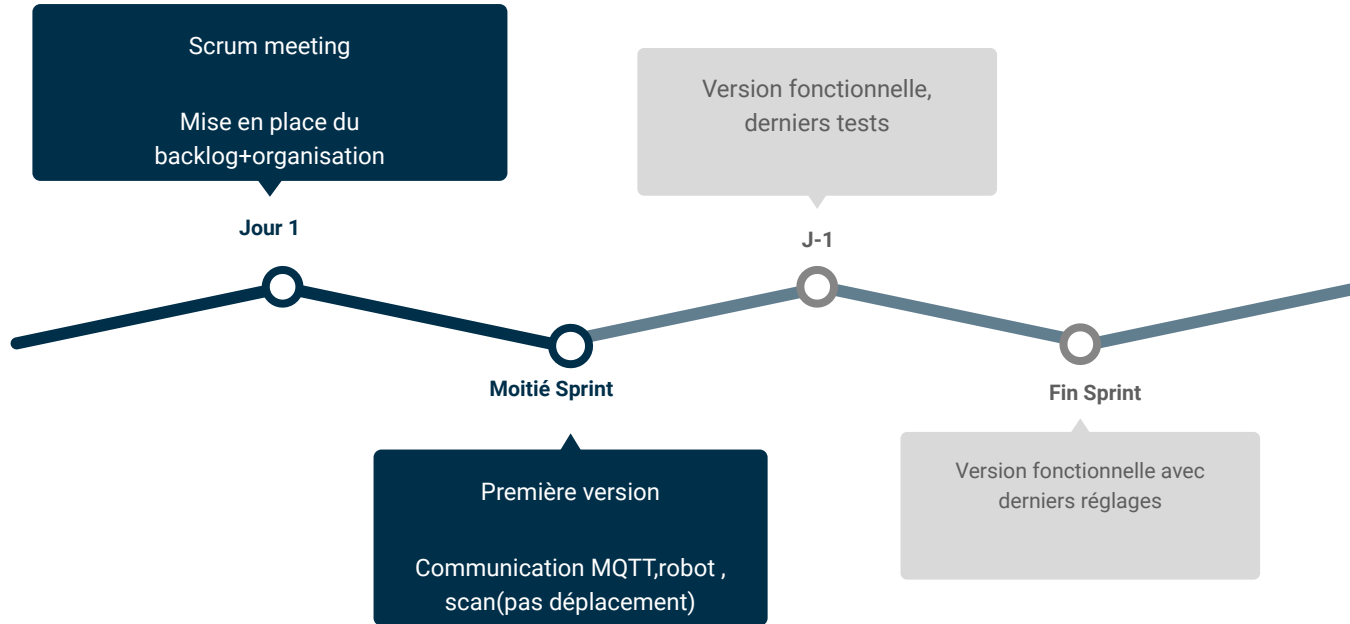 Scrum meeting
Mise en place du
backlog+organisation
Jour 1
Moitié Sprint
Première version
Communication MQTT,robot ,
scan(pas déplacement)
Version fonctionnelle,
derniers tests
J-1
Fin Sprint
Version fonctionnelle avec
derniers réglages